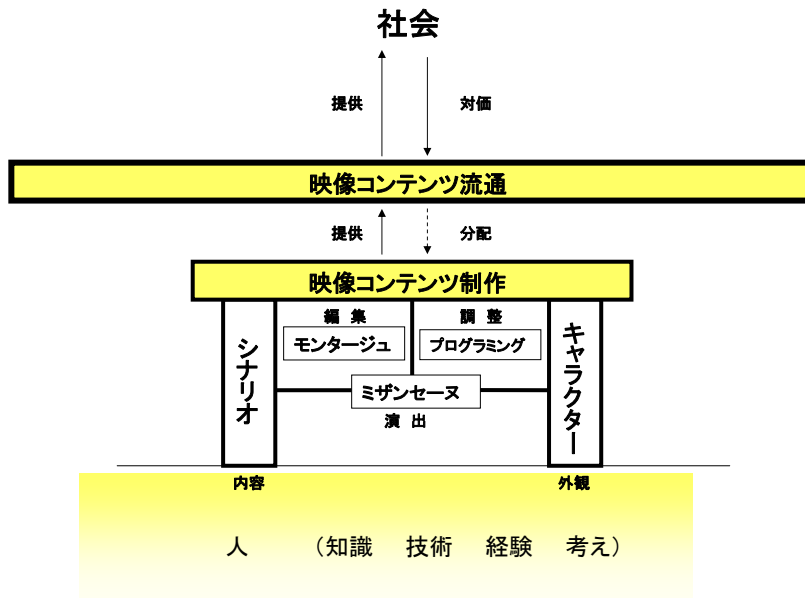 社会
提供
対価
映像コンテンツ流通
提供
分配
映像コンテンツ制作
シナリオ
編 集
モンタージュ
調 整
プログラミング
ミザンセーヌ
演 出
キャラクター
内容
外観
人 （知識 技術 経験 考え）